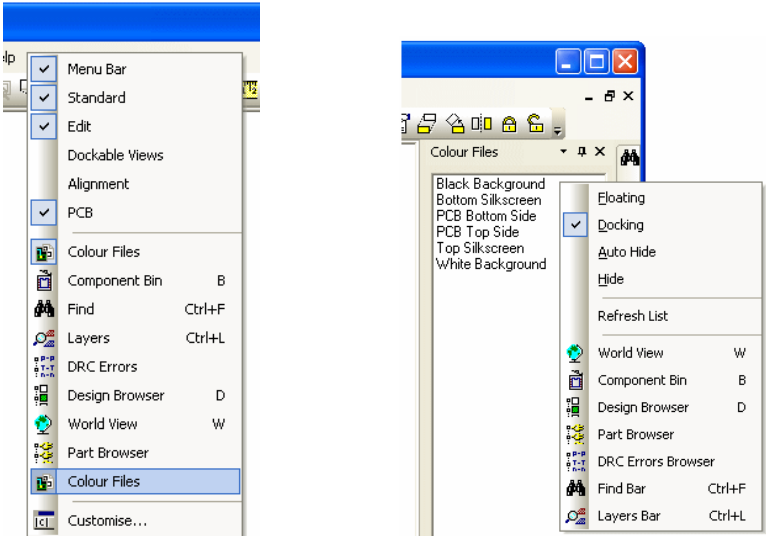 elp
Menu Bar
Standard
Edit
Dockable Views
Alignment
PCB
Colour Files
Component Bin B
Find Ctrl+F
Layers Ctrl+L
DRC Errors
Design Browser D
World View W
Part Browser
Colour Files
Customise...
Colour Files
Black Background
Bottom Silkscreen
PCB Bottom Side
PCB Top Side
Top Silkscreen
White Background
Floating
Docking
Auto Hide
Hide
Refresh List
World View W
Component Bin B
Design Browser D
Part Browser
DRC Errors Browser
Find Bar Ctrl+F
Layers Bar Ctrl+L